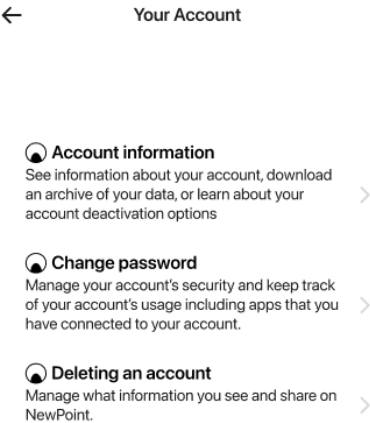 Your Account
Account information
See information about your account, download
an archive of your data, or learn about your
account deactivation options
Change password
Manage your account's security and keep track
of your account's usage including apps that you
have connected to your account.
Deleting an account
Manage what information you see and share on
NewPoint.